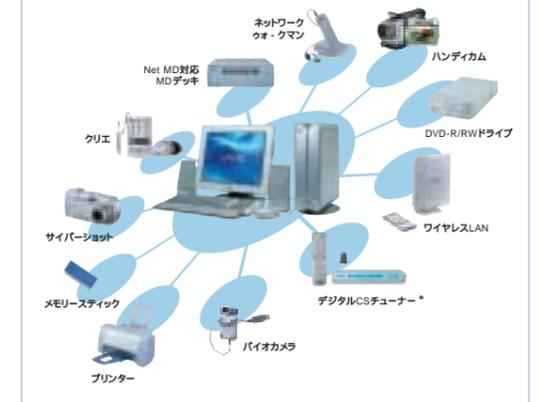 ネットワーク
ウォークマン
ハンディカム
Net MD対応
MDデッキ
DVD-R/RWドライブ
クリエ
ワイヤレスLAN
サイバーショット
デジタルCSチューナー*
メモリースティック
バイオカメラ
プリンター